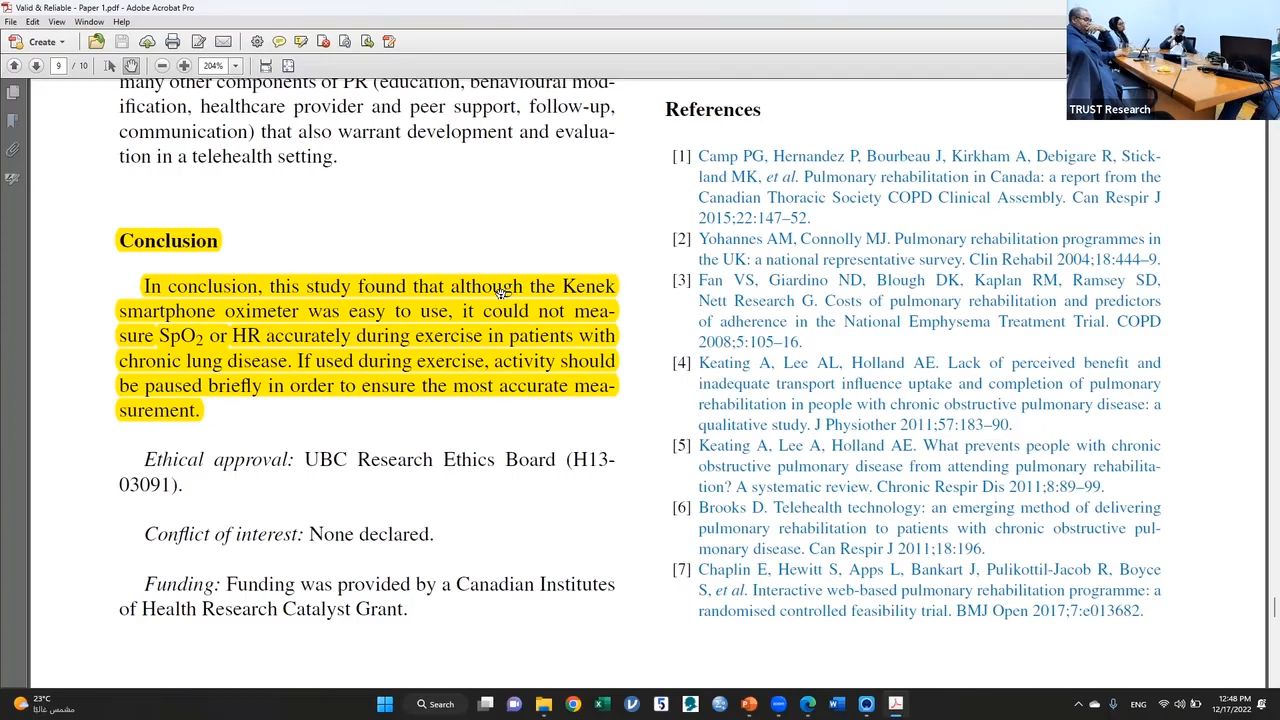 Valid & Reliable - Paper 1.pdf - Adobe Acrobat Pro
File Edit View Window Help
Create
9 / 10 204%
TRUST Research
many other components of PR (education, behavioural mod-
ification, healthcare provider and peer support, follow-up,
communication) that also warrant development and evalua-
tion in a telehealth setting.
Conclusion
In conclusion, this study found that although the Kenek
smartphone oximeter was easy to use, it could not mea-
sure SpO2 or HR accurately during exercise in patients with
chronic lung disease. If used during exercise, activity should
be paused briefly in order to ensure the most accurate mea-
surement.
Ethical approval: UBC Research Ethics Board (H13-
03091).
Conflict of interest: None declared.
Funding: Funding was provided by a Canadian Institutes
of Health Research Catalyst Grant.
References
[1] Camp PG, Hernandez P, Bourbeau J, Kirkham A, Debigare R, Stick-
land MK, et al. Pulmonary rehabilitation in Canada: a report from the
Canadian Thoracic Society COPD Clinical Assembly. Can Respir J
2015;22:147–52.
[2] Yohannes AM, Connolly MJ. Pulmonary rehabilitation programmes in
the UK: a national representative survey. Clin Rehabil 2004;18:444–9.
[3] Fan VS, Giardino ND, Blough DK, Kaplan RM, Ramsey SD,
Nett Research G. Costs of pulmonary rehabilitation and predictors
of adherence in the National Emphysema Treatment Trial. COPD
2008;5:105–16.
[4] Keating A, Lee AL, Holland AE. Lack of perceived benefit and
inadequate transport influence uptake and completion of pulmonary
rehabilitation in people with chronic obstructive pulmonary disease: a
qualitative study. J Physiother 2011;57:183–90.
[5] Keating A, Lee A, Holland AE. What prevents people with chronic
obstructive pulmonary disease from attending pulmonary rehabilita-
tion? A systematic review. Chronic Respir Dis 2011;8:89–99.
[6] Brooks D. Telehealth technology: an emerging method of delivering
pulmonary rehabilitation to patients with chronic obstructive pul-
monary disease. Can Respir J 2011;18:196.
[7] Chaplin E, Hewitt S, Apps L, Bankart J, Pulikottil-Jacob R, Boyce
S, et al. Interactive web-based pulmonary rehabilitation programme: a
randomised controlled feasibility trial. BMJ Open 2017;7:e013682.
23°C
مشمس غالبًا
Search
ENG
12:48 PM
12/17/2022